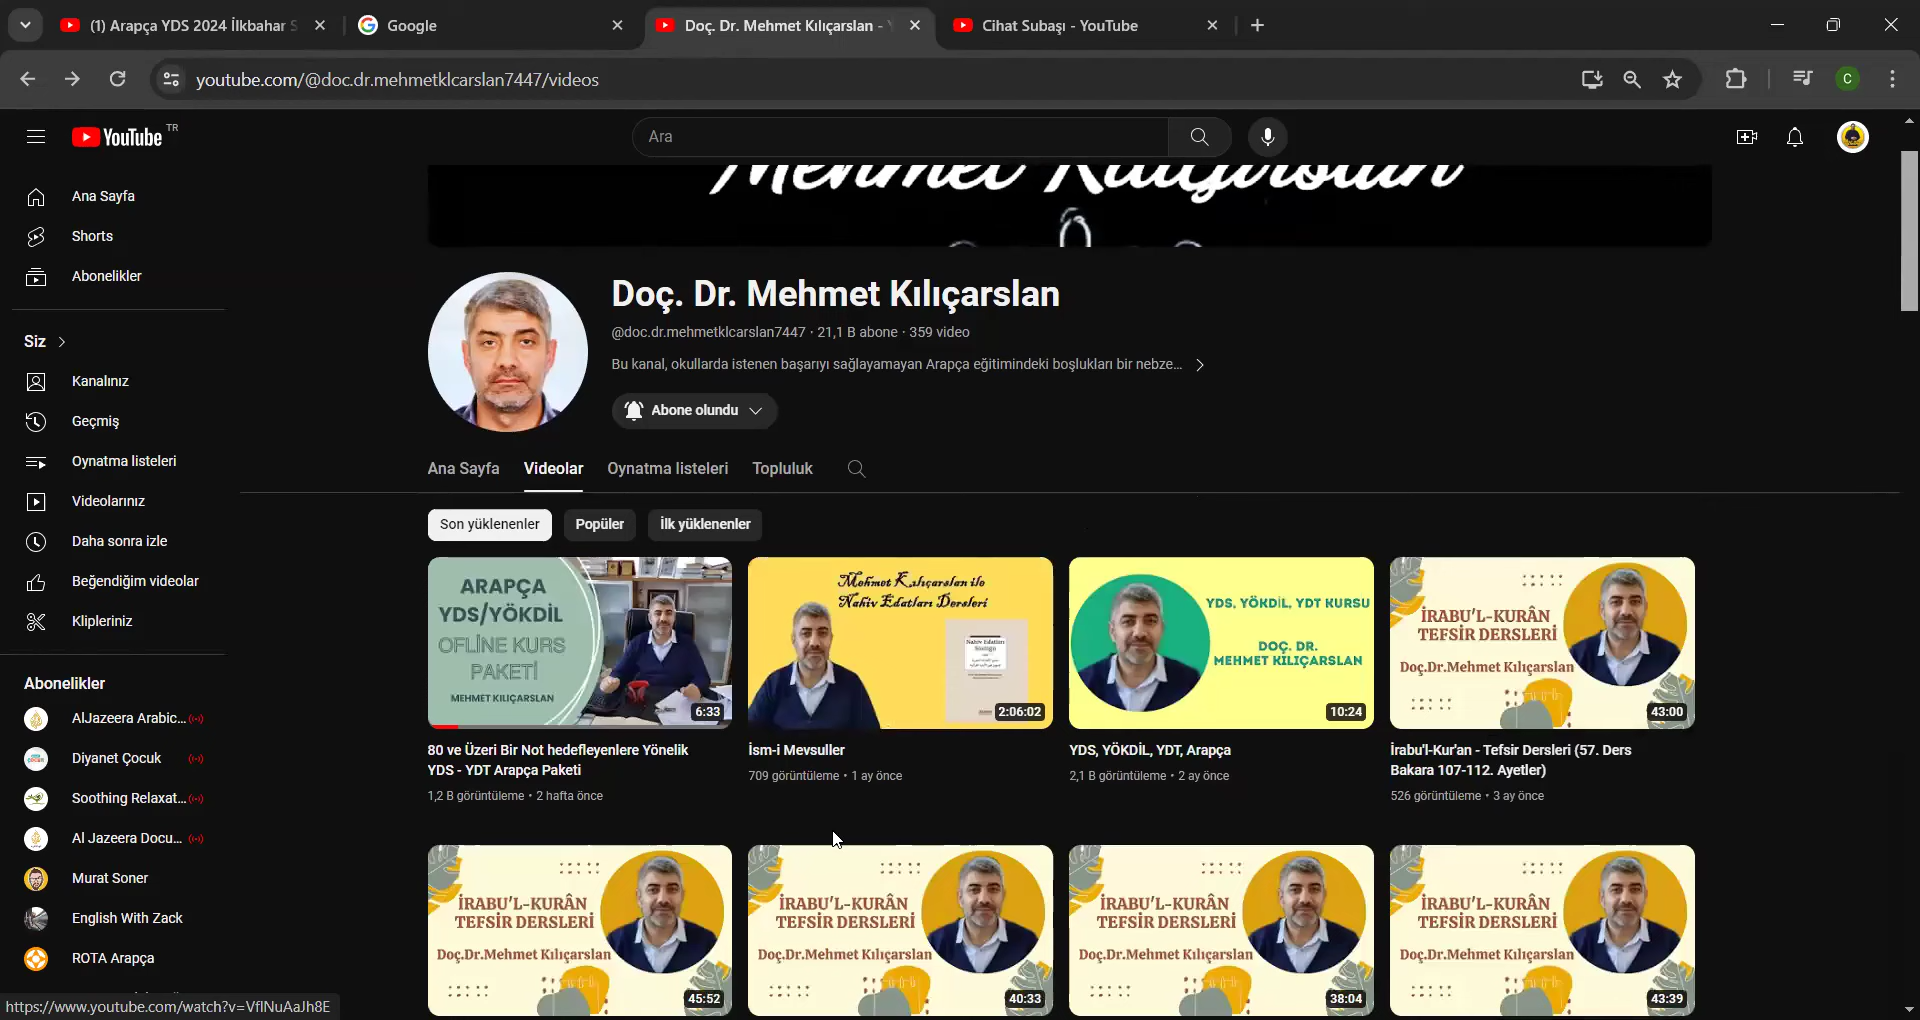 (1) Arapça YDS 2024 İlkbahar S
Google
Doç. Dr. Mehmet Kılıçarslan -
Cihat Subaşı - YouTube
youtube.com/@doc.dr.mehmetklcarslan7447/videos
C
YouTube TR
Ara
Mehmet Kılıçarslan
Ana Sayfa
Shorts
Abonelikler
Siz
Kanalınız
Geçmiş
Oynatma listeleri
Videolarınız
Daha sonra izle
Beğendiğim videolar
Klipleriniz
Abonelikler
AlJazeera Arabic...
Diyanet Çocuk
Soothing Relaxat...
Al Jazeera Docu...
Murat Soner
English With Zack
ROTA Arapça
https://www.youtube.com/watch?v=VflNuAaJh8E
Doç. Dr. Mehmet Kılıçarslan
@doc.dr.mehmetklcarslan7447 · 21,1 B abone · 359 video
Bu kanal, okullarda istenen başarıyı sağlayamayan Arapça eğitimindeki boşlukları bir nebze...
Abone olundu
Ana Sayfa Videolar Oynatma listeleri Topluluk
Son yüklenenler Popüler İlk yüklenenler
ARAPÇA
YDS/YÖKDİL
OFLİNE KURS
PAKETİ
MEHMET KILIÇARSLAN
6:33
80 ve Üzeri Bir Not hedefleyenlere Yönelik
YDS - YDT Arapça Paketi
1,2 B görüntüleme • 2 hafta önce
Mehmet Kılıçarslan ile
Nahiv Edatları Dersleri
Nahiv Edatları
Sözlüğü
2:06:02
İsm-i Mevsuller
709 görüntüleme • 1 ay önce
YDS, YÖKDİL, YDT KURSU
DOÇ. DR.
MEHMET KILIÇARSLAN
10:24
YDS, YÖKDİL, YDT, Arapça
2,1 B görüntüleme • 2 ay önce
İRABU'L-KURÂN
TEFSİR DERSLERİ
Doç.Dr.Mehmet Kılıçarslan
43:00
İrabu'l-Kur'an - Tefsir Dersleri (57. Ders
Bakara 107-112. Ayetler)
526 görüntüleme • 3 ay önce
İRABU'L-KURÂN
TEFSİR DERSLERİ
Doç.Dr.Mehmet Kılıçarslan
45:52
İRABU'L-KURÂN
TEFSİR DERSLERİ
Doç.Dr.Mehmet Kılıçarslan
40:33
İRABU'L-KURÂN
TEFSİR DERSLERİ
Doç.Dr.Mehmet Kılıçarslan
38:04
İRABU'L-KURÂN
TEFSİR DERSLERİ
Doç.Dr.Mehmet Kılıçarslan
43:39